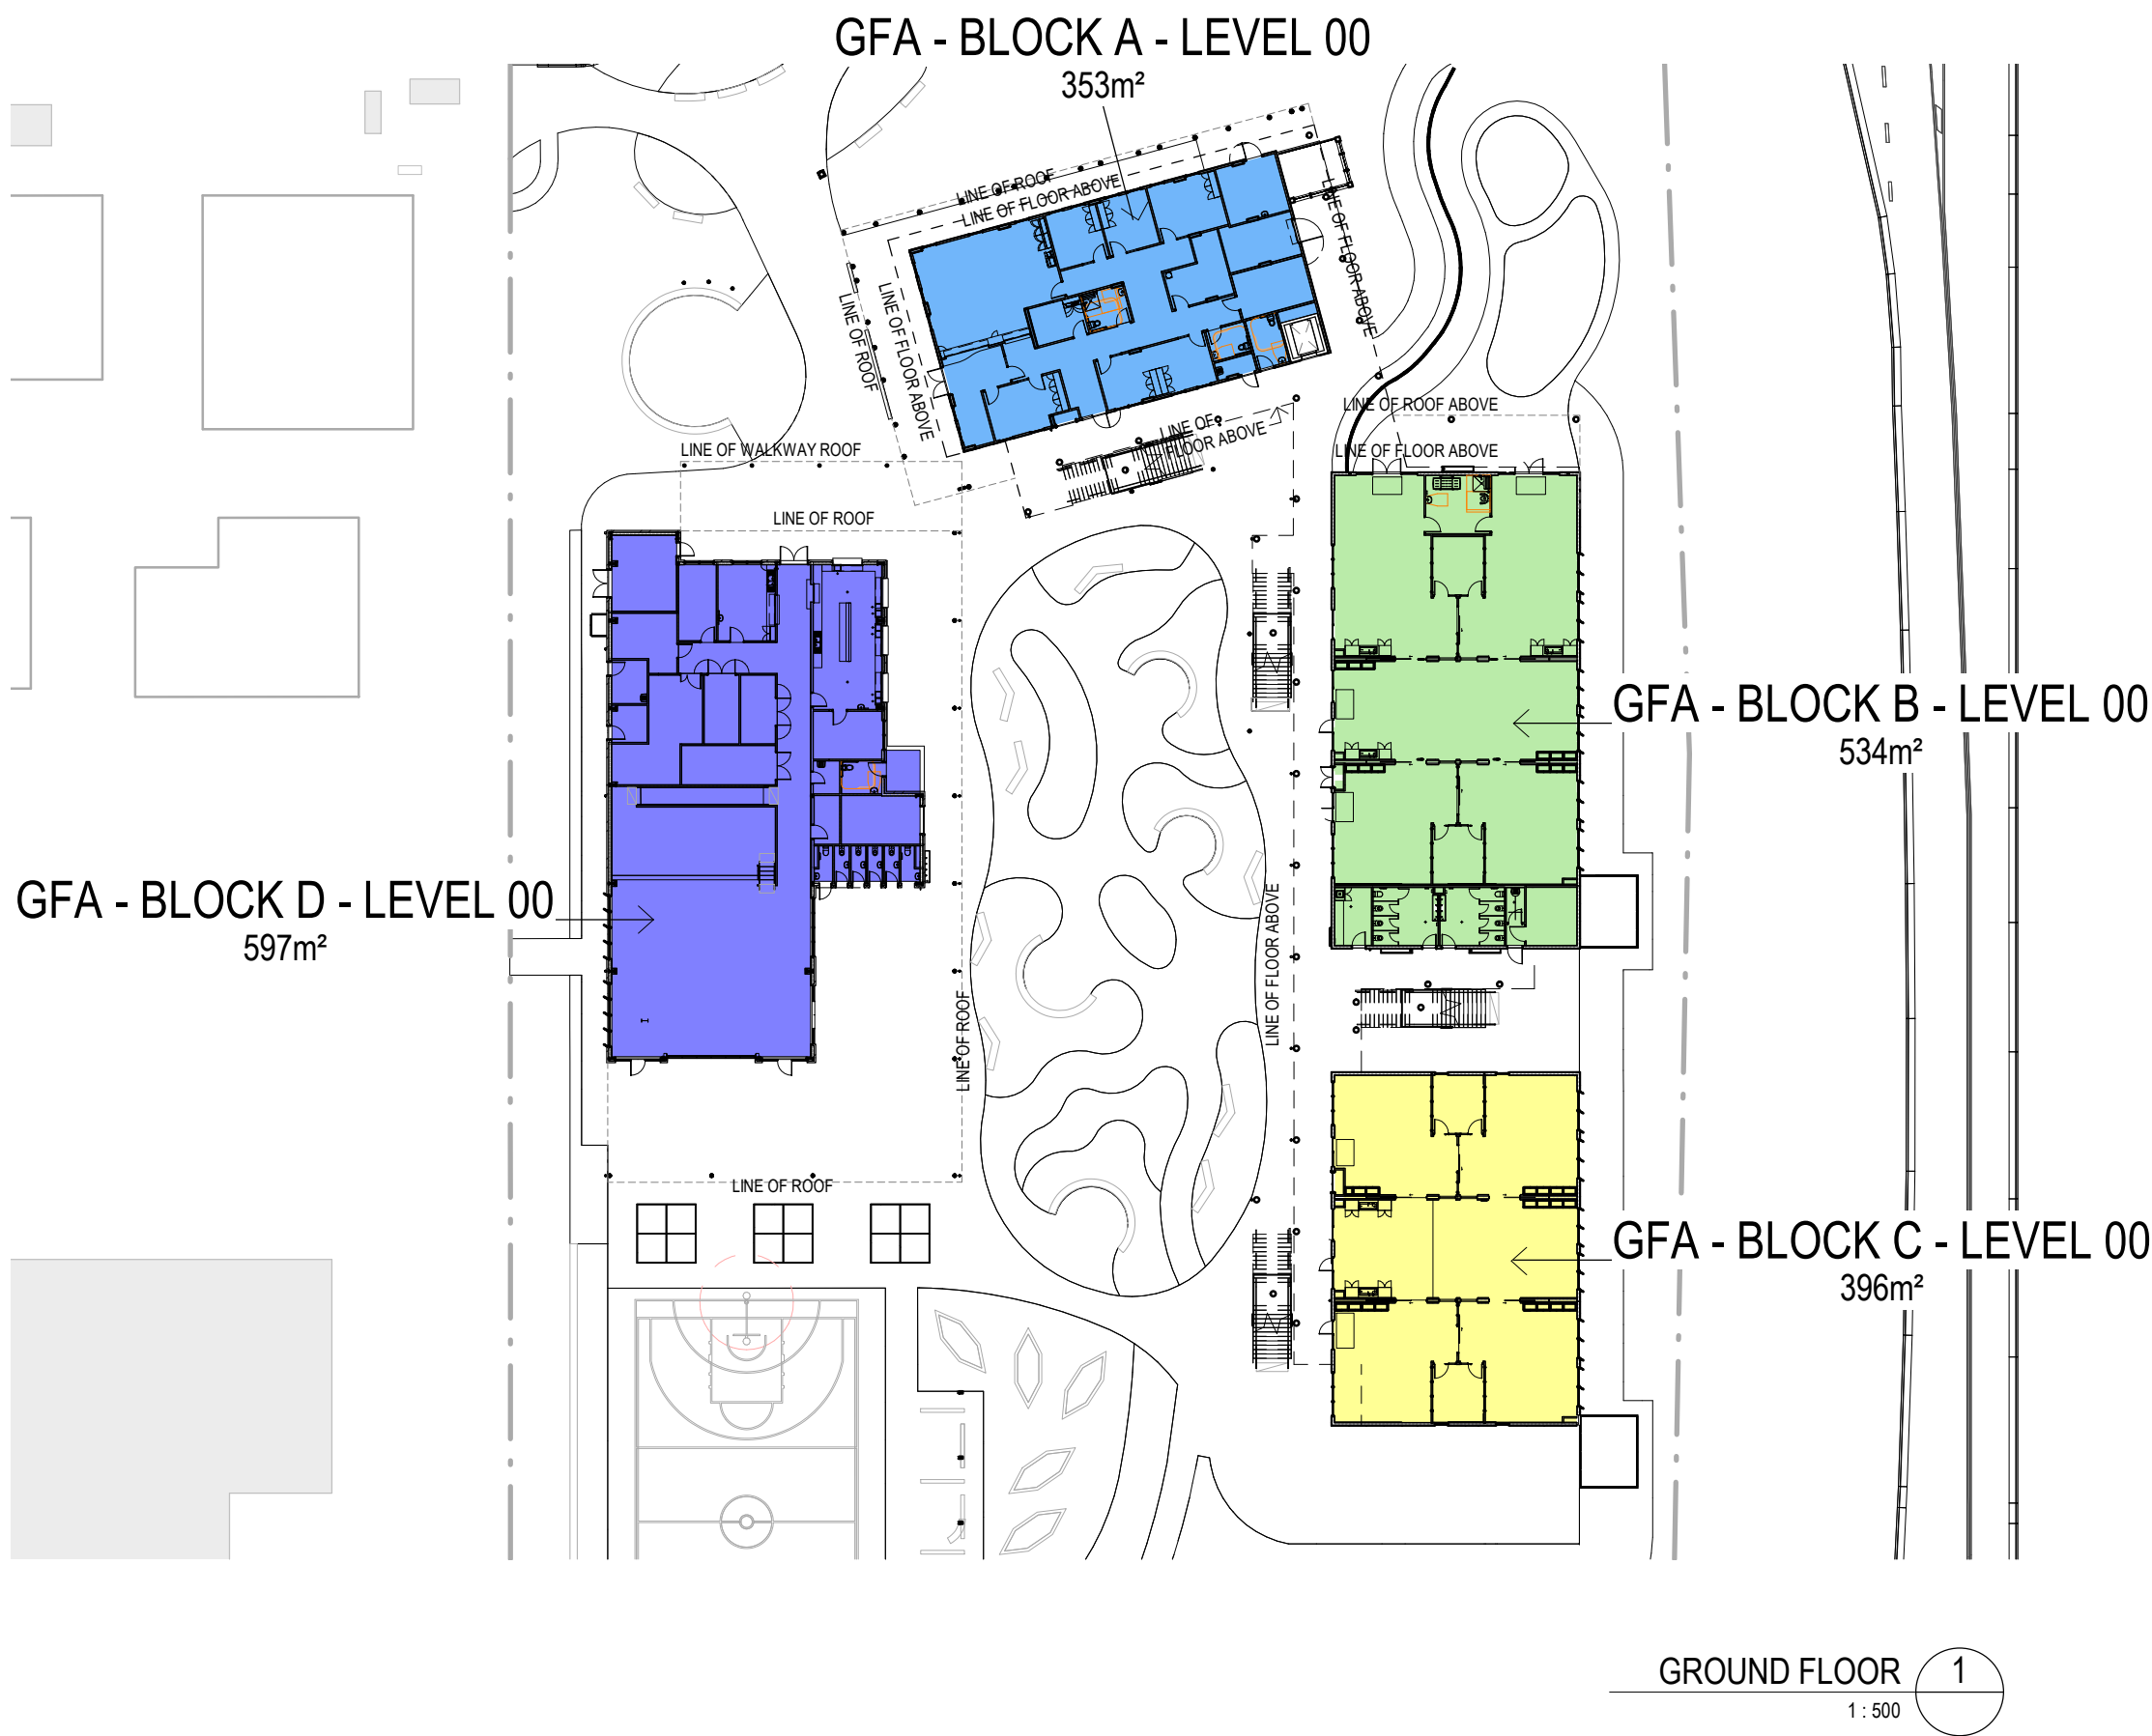 GFA - BLOCK A - LEVEL 00
353m²
LINE OF ROOF
LINE OF FLOOR ABOVE
LINE OF FLOOR ABOVE
LINE OF ROOF
LINE OF FLOOR ABOVE
LINE OF ROOF ABOVE
LINE OF
FLOOR ABOVE
LINE OF FLOOR ABOVE
LINE OF WALKWAY ROOF
LINE OF ROOF
GFA - BLOCK B - LEVEL 00
534m²
GFA - BLOCK D - LEVEL 00
597m²
LINE OF FLOOR ABOVE
LINE OF ROOF
LINE OF ROOF
GFA - BLOCK C - LEVEL 00
396m²
GROUND FLOOR
1
1 : 500